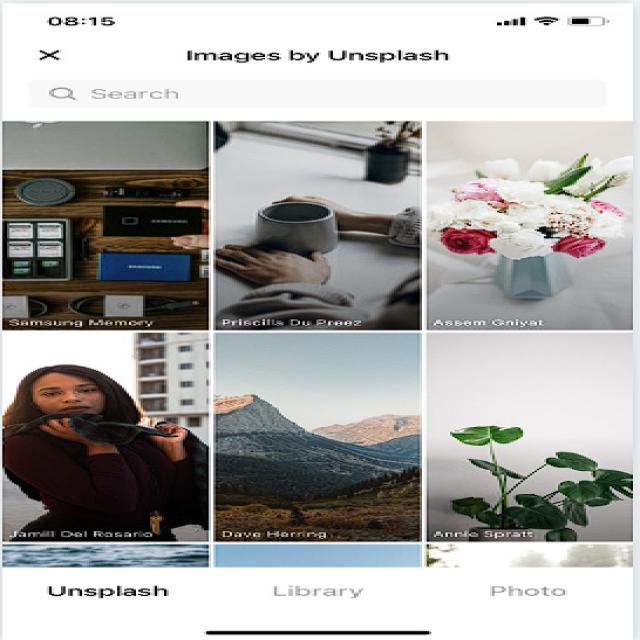 08:15
Images by Unsplash
Search
Samsung Memory
Priscilla Du Preez
Assem Gniyat
SAMSUNG
Jamill Del Rosario
Dave Herring
Annie Spratt
Unsplash
Library
Photo